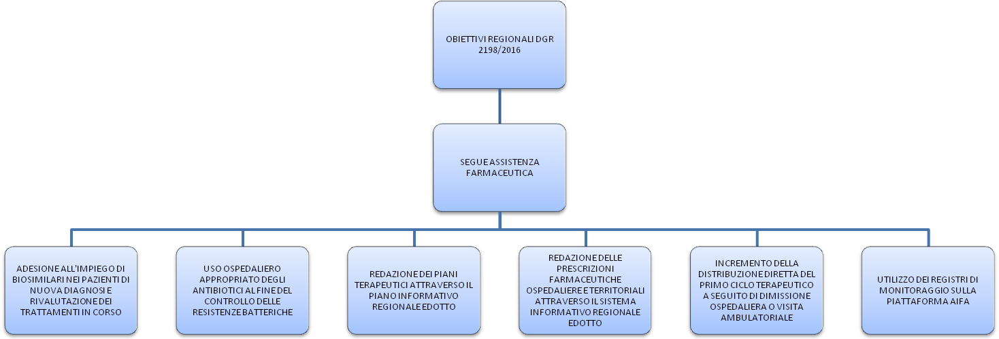 OBIETTIVI REGIONALI DGR
2198/2016
SEGUE ASSISTENZA
FARMACEUTICA
ADESIONE ALL'IMPIEGO DI
BIOSIMILARI NEI PAZIENTI DI
NUOVA DIAGNOSI E
RIVALUTAZIONE DEI
TRATTAMENTI IN CORSO
USO OSPEDALIERO
APPROPRIATO DEGLI
ANTIBIOTICI AL FINE DEL
CONTROLLO DELLE
RESISTENZE BATTERICHE
REDAZIONE DEI PIANI
TERAPEUTICI ATTRAVERSO IL
PIANO INFORMATIVO
REGIONALE EDOTTO
REDAZIONE DELLE
PRESCRIZIONI
FARMACEUTICHE
OSPEDALIERE E TERRITORIALI
ATTRAVERSO IL SISTEMA
INFORMATIVO REGIONALE
EDOTTO
INCREMENTO DELLA
DISTRIBUZIONE DIRETTA DEL
PRIMO CICLO TERAPEUTICO
A SEGUITO DI DIMISSIONE
OSPEDALIERA O VISITA
AMBULATORIALE
UTILIZZO DEI REGISTRI DI
MONITORAGGIO SULLA
PIATTAFORMA AIFA